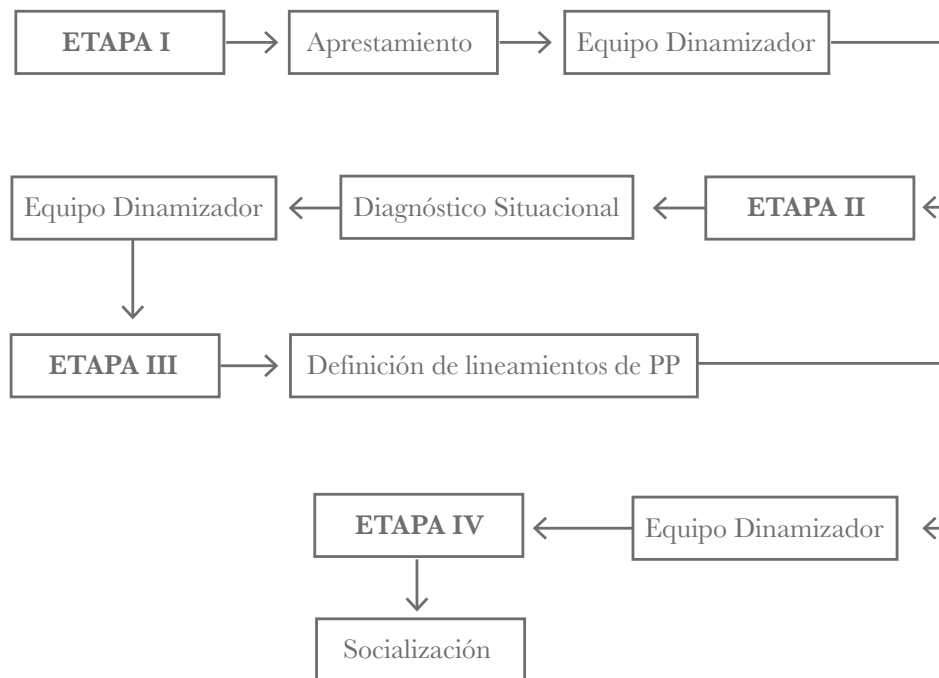 ETAPA I
Aprestamiento
Equipo Dinamizador
Equipo Dinamizador
Diagnóstico Situacional
ETAPA II
ETAPA III
Definición de lineamientos de PP
ETAPA IV
Equipo Dinamizador
Socialización